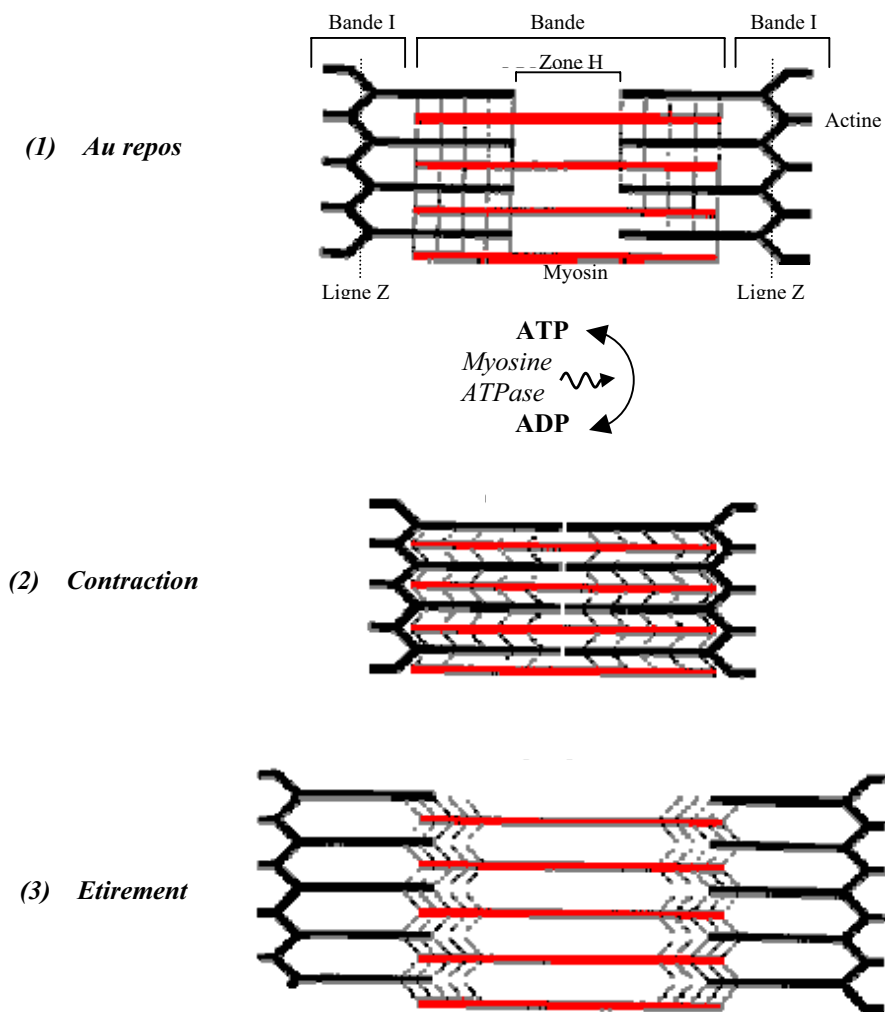 Bande I
Bande
Bande I
Zone H
Actine
(1) Au repos
Myosin
Ligne Z
Ligne Z
ATP
Myosine
ATPase
ADP
(2) Contraction
(3) Etirement